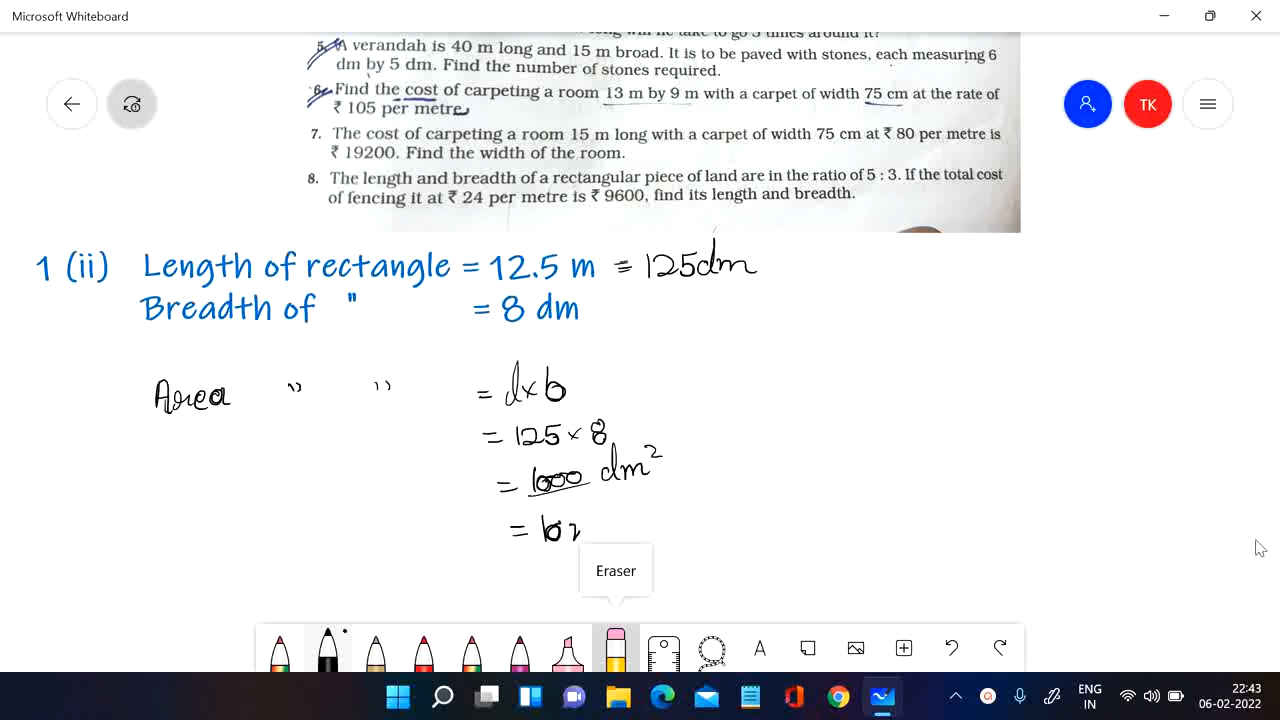 Microsoft Whiteboard
5. A verandah is 40 m long and 15 m broad. It is to be paved with stones, each measuring 6
dm by 5 dm. Find the number of stones required.
6. Find the cost of carpeting a room 13 m by 9 m with a carpet of width 75 cm at the rate of
₹ 105 per metre
7. The cost of carpeting a room 15 m long with a carpet of width 75 cm at ₹ 80 per metre is
₹ 19200. Find the width of the room.
8. The length and breadth of a rectangular piece of land are in the ratio of 5 : 3. If the total cost
of fencing it at ₹ 24 per metre is ₹ 9600, find its length and breadth.
TK
1 (ii) Length of rectangle = 12.5 m = 125dm
Breadth of " = 8 dm
Area " " = l×b
= 125 × 8
= 1000 dm²
= 10
Eraser
A
ENG
IN
22:43
06-02-2022